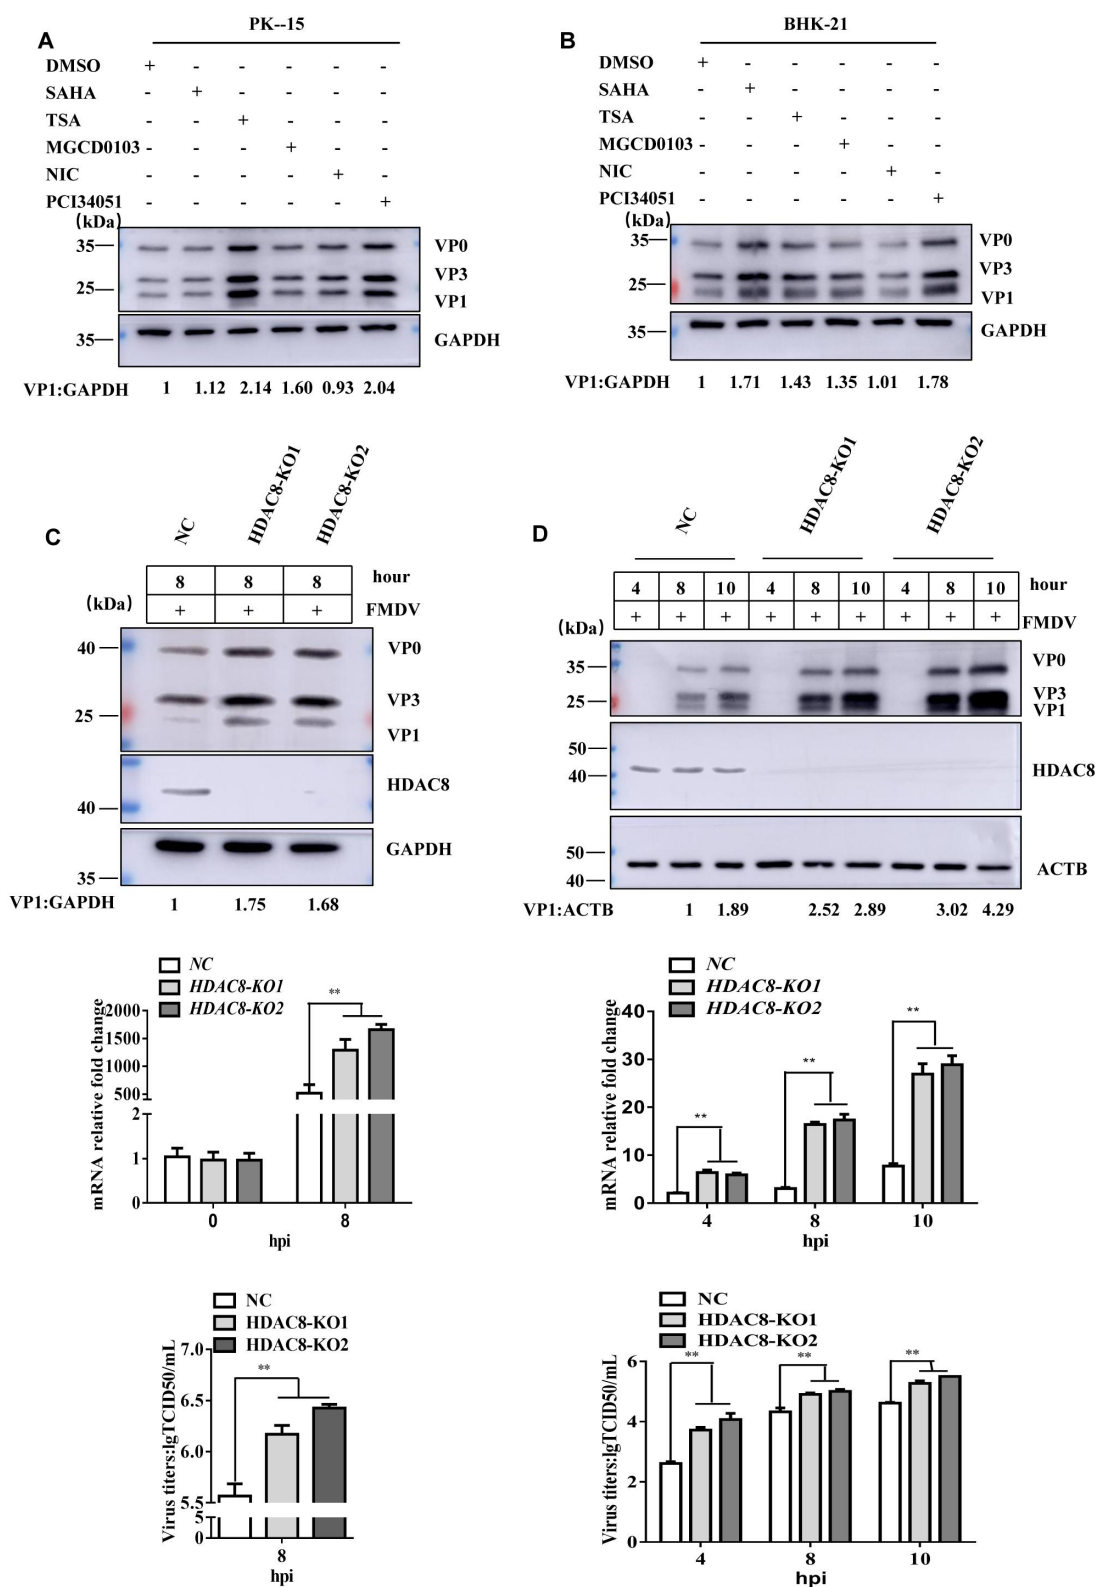 PK--15
A
DMSO + - - - - -
SAHA - + - - - -
TSA - - + - - -
MGCD0103 - - - + - -
NIC - - - - + -
PCI34051 - - - - - +
(kDa)
35
VP0
VP3
25
VP1
35
GAPDH
VP1:GAPDH 1 1.12 2.14 1.60 0.93 2.04
BHK-21
B
DMSO + - - - - -
SAHA - + - - - -
TSA - - + - - -
MGCD0103 - - - + - -
NIC - - - - + -
PCI34051 - - - - - +
(kDa)
35
VP0
VP3
25
VP1
35
GAPDH
VP1:GAPDH 1 1.71 1.43 1.35 1.01 1.78
C
NC HDAC8-KO1 HDAC8-KO2
8 8 8 hour
(kDa) + + + FMDV
40
VP0
VP3
25
VP1
HDAC8
40
GAPDH
35
VP1:GAPDH 1 1.75 1.68
D
NC HDAC8-KO1 HDAC8-KO2
4 8 10 4 8 10 4 8 10 hour
+ + + + + + + + + FMDV
(kDa)
35
VP0
25
VP3
VP1
50
HDAC8
40
50
ACTB
40
VP1:ACTB 1 1.89 2.52 2.89 3.02 4.29
NC
HDAC8-KO1
HDAC8-KO2
mRNA relative fold change
2000
1500
1000
500
2
1
0
**
0 8
hpi
NC
HDAC8-KO1
HDAC8-KO2
mRNA relative fold change
40
30
20
10
0
** ** **
4 8 10
hpi
NC
HDAC8-KO1
HDAC8-KO2
Virus titers:lgTCID50/mL
7.0
6.5
6.0
5.5
5
0
**
8
hpi
NC
HDAC8-KO1
HDAC8-KO2
Virus titers:lgTCID50/mL
6
4
2
0
** ** **
4 8 10
hpi